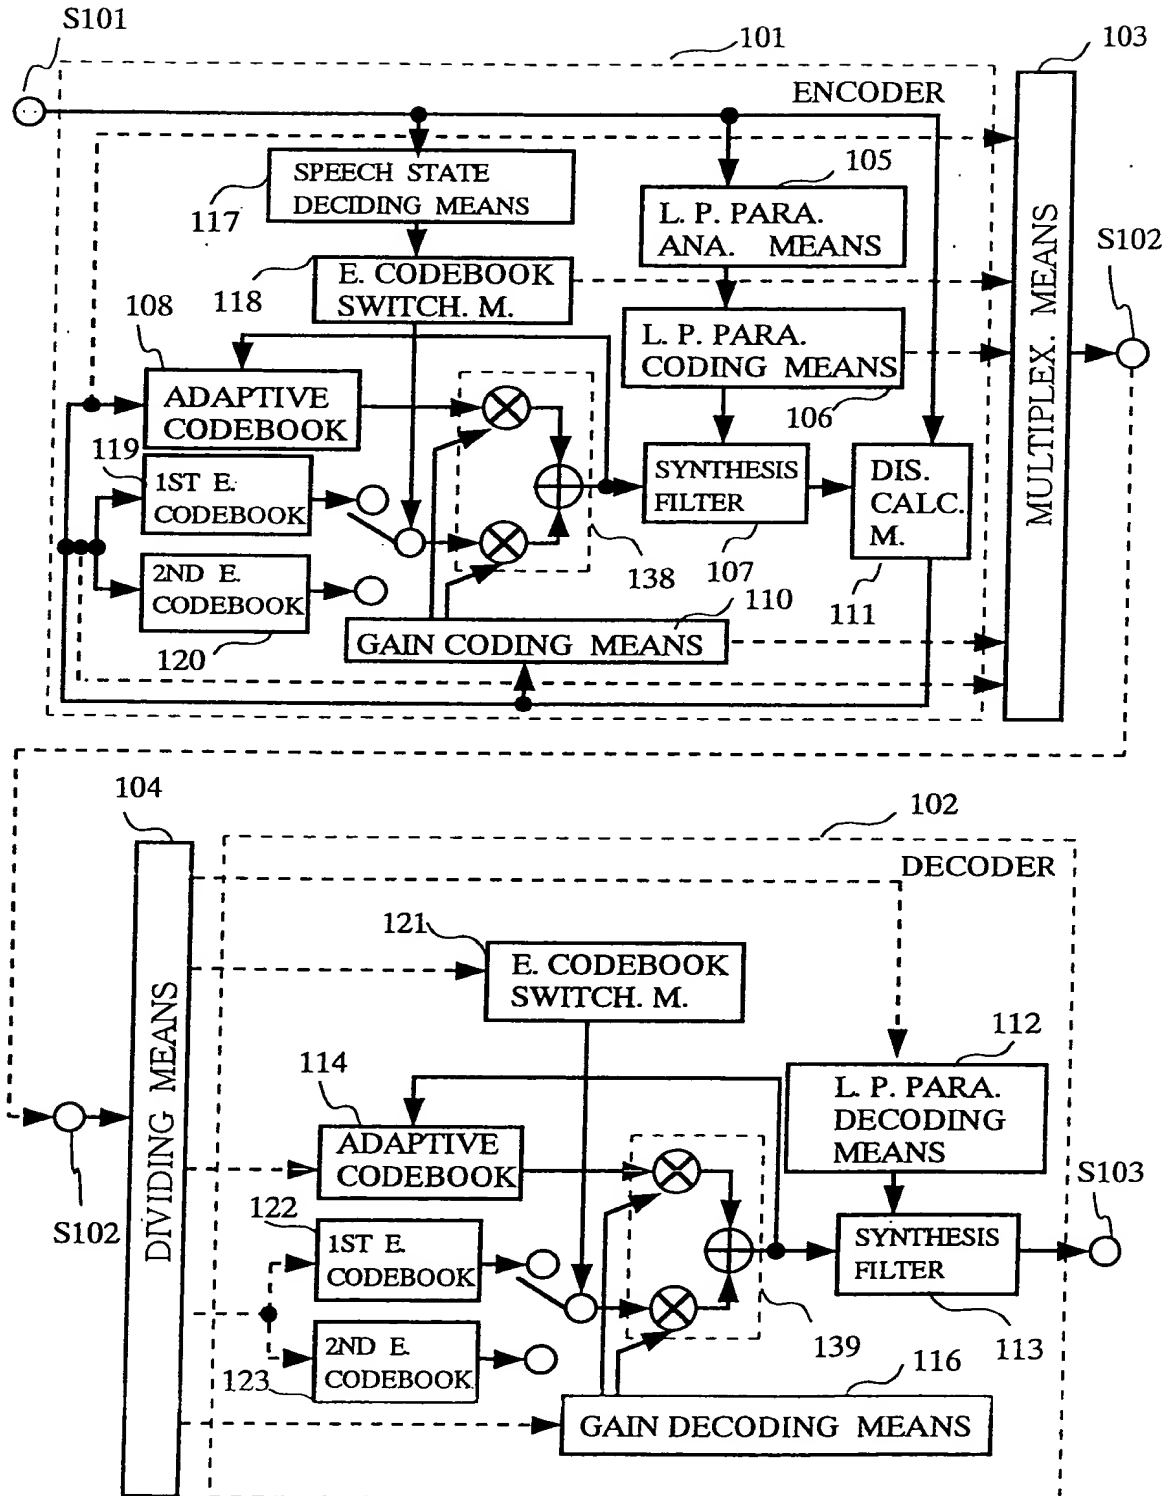 S101
101
103
ENCODER
SPEECH STATE
DECIDING MEANS
117
105
L. P. PARA.
ANA. MEANS
MULTIPLEX. MEANS
S102
E. CODEBOOK
SWITCH. M.
118
108
L. P. PARA.
CODING MEANS
106
ADAPTIVE
CODEBOOK
119
1ST E.
CODEBOOK
SYNTHESIS
FILTER
107
DIS.
CALC.
M.
111
2ND E.
CODEBOOK
120
138
110
GAIN CODING MEANS
104
102
DECODER
DIVIDING MEANS
121
E. CODEBOOK
SWITCH. M.
112
L. P. PARA.
DECODING
MEANS
114
ADAPTIVE
CODEBOOK
S102
S103
122
1ST E.
CODEBOOK
SYNTHESIS
FILTER
113
2ND E.
CODEBOOK
123
139
116
GAIN DECODING MEANS